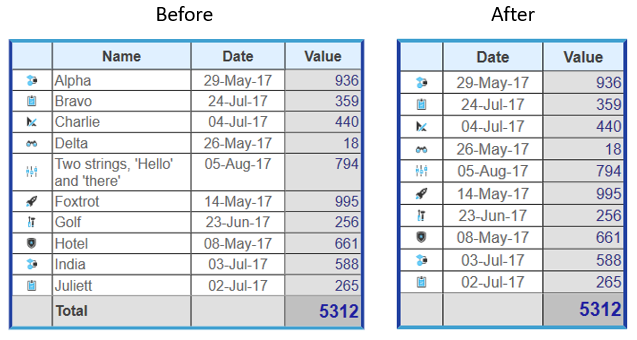 Before After
Name Date Value
Date Value
Alpha 29-May-17 936
29-May-17 936
Bravo 24-Jul-17 359
24-Jul-17 359
Charlie 04-Jul-17 440
04-Jul-17 440
Delta 26-May-17 18
26-May-17 18
Two strings, 'Hello' 05-Aug-17 794
and 'there'
05-Aug-17 794
Foxtrot 14-May-17 995
14-May-17 995
Golf 23-Jun-17 256
23-Jun-17 256
Hotel 08-May-17 661
08-May-17 661
India 03-Jul-17 588
03-Jul-17 588
Juliett 02-Jul-17 265
02-Jul-17 265
Total 5312
5312